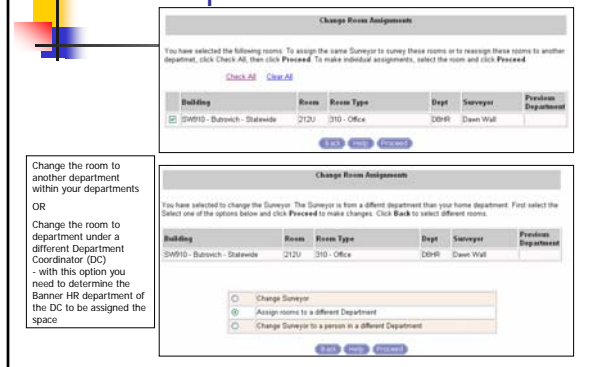 Change Room Assignments
You have selected the following rooms. To assign the same Surveyor to survey these rooms or to reassign these rooms to another
departmet, click Check All, then click Proceed. To make individual assignments, select the room and click Proceed.
Check All Clear All
Building Room Room Type Dept Surveyor Previous Department
SW910 - Butrovich - Statewide 212U 310 - Office D8HR Dawn Wall
Back Help Proceed
Change the room to
another department
within your departments
OR
Change the room to
department under a
different Department
Coordinator (DC)
- with this option you
need to determine the
Banner HR department of
the DC to be assigned the
space
Change Room Assignments
You have selected to change the Surveyor. The Surveyor is from a differnt department than your home department. First select the
Select one of the options below and click Proceed to make changes. Click Back to select different rooms.
Building Room Room Type Dept Surveyor Previous Department
SW910 - Butrovich - Statewide 212U 310 - Office D8HR Dawn Wall
Change Surveyor
Assign rooms to a different Department
Change Surveyor to a person in a different Department
Back Help Proceed